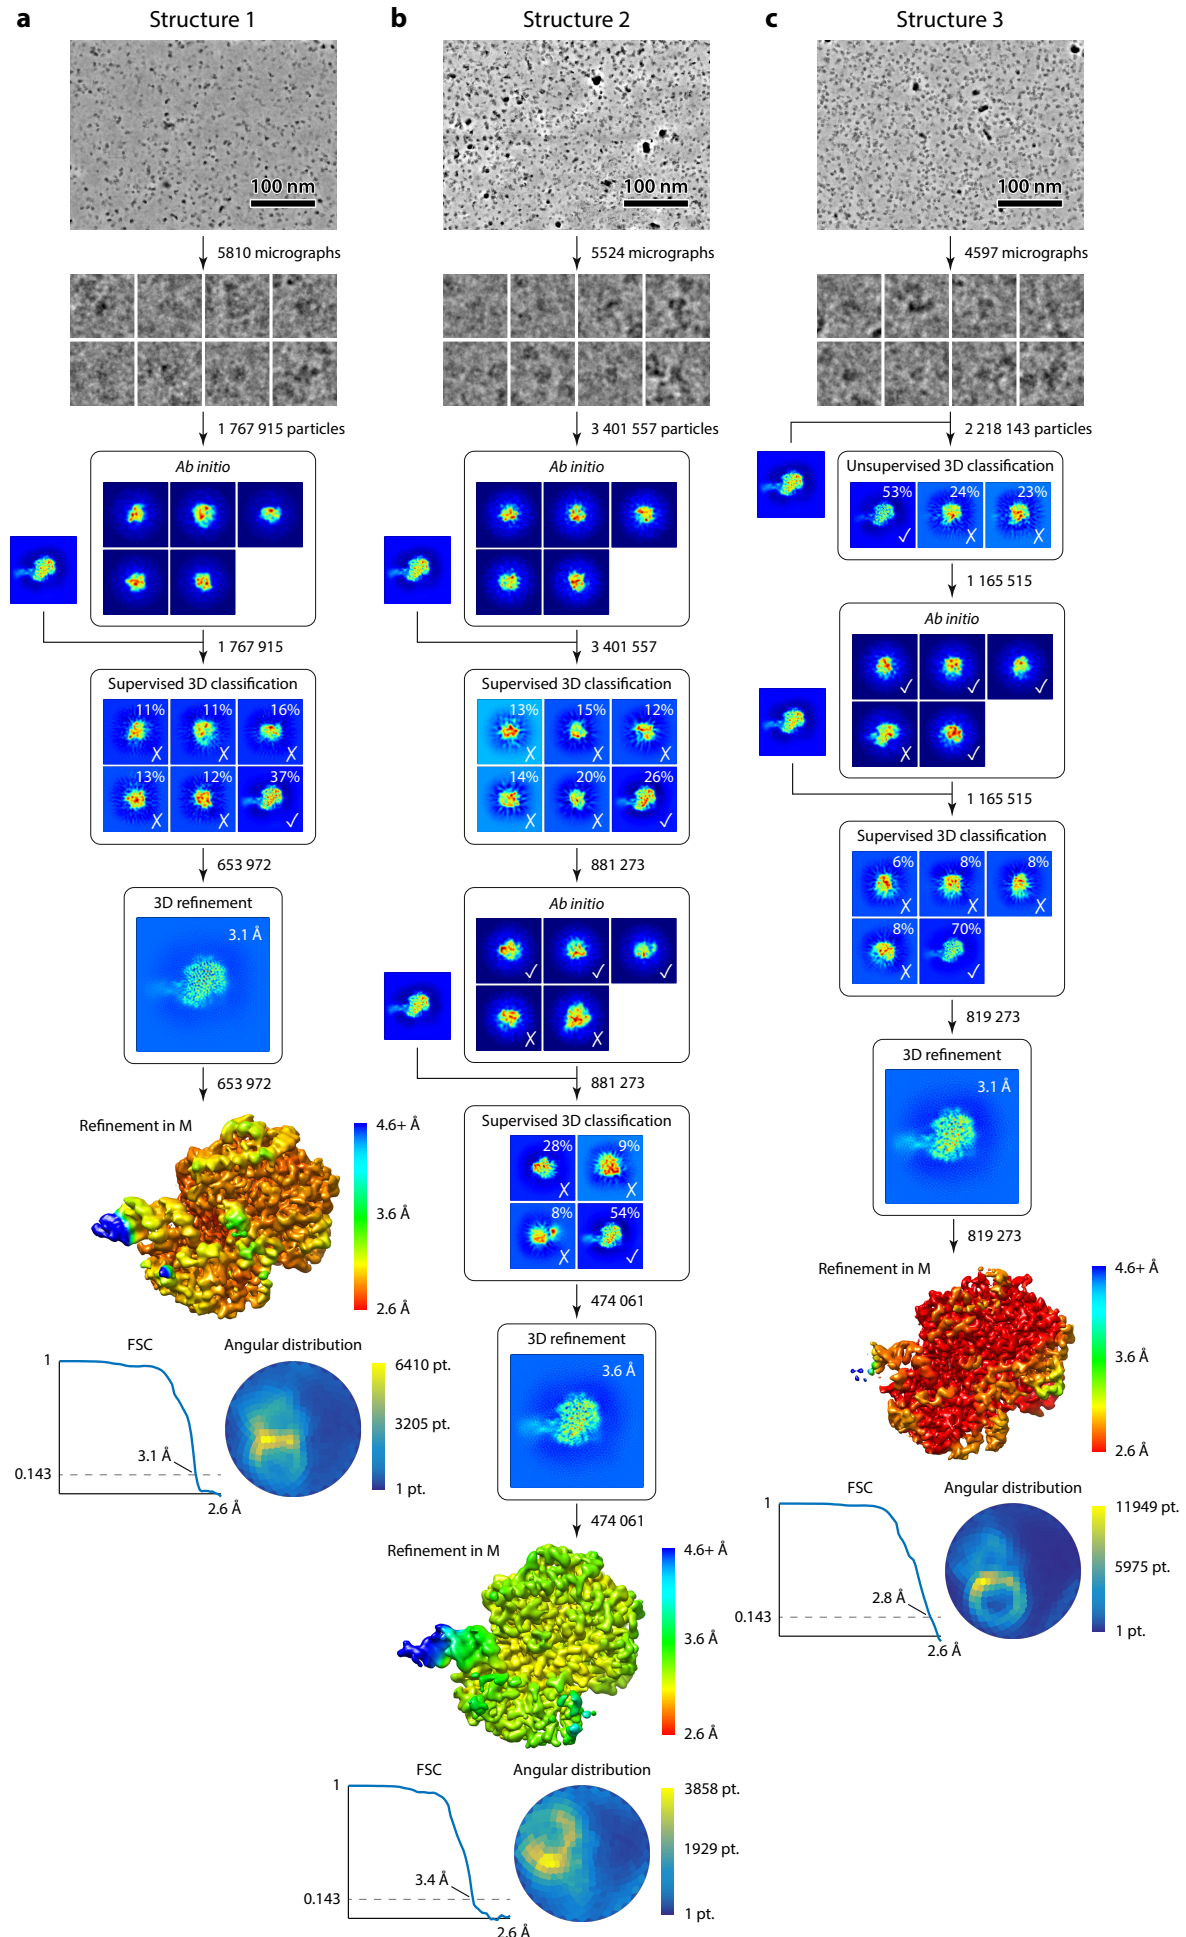 a Structure 1
100 nm
5810 micrographs
1 767 915 particles
Ab initio
1 767 915
Supervised 3D classification
11% 11% 16%
X X X
13% 12% 37%
X X ✓
653 972
3D refinement
3.1 Å
653 972
Refinement in M
4.6+ Å
3.6 Å
2.6 Å
FSC
1
3.1 Å
0.143
2.6 Å
Angular distribution
6410 pt.
3205 pt.
1 pt.
b Structure 2
100 nm
5524 micrographs
3 401 557 particles
Ab initio
3 401 557
Supervised 3D classification
13% 15% 12%
X X X
14% 20% 26%
X X ✓
881 273
Ab initio
✓ ✓ ✓
X X
881 273
Supervised 3D classification
28% 9%
X X
8% 54%
X ✓
474 061
3D refinement
3.6 Å
474 061
Refinement in M
4.6+ Å
3.6 Å
2.6 Å
FSC
1
3.4 Å
0.143
2.6 Å
Angular distribution
3858 pt.
1929 pt.
1 pt.
c Structure 3
100 nm
4597 micrographs
2 218 143 particles
Unsupervised 3D classification
53% 24% 23%
✓ X X
1 165 515
Ab initio
✓ ✓ ✓
X ✓
1 165 515
Supervised 3D classification
6% 8% 8%
X X X
8% 70%
X ✓
819 273
3D refinement
3.1 Å
819 273
Refinement in M
4.6+ Å
3.6 Å
2.6 Å
FSC
1
2.8 Å
0.143
2.6 Å
Angular distribution
11949 pt.
5975 pt.
1 pt.